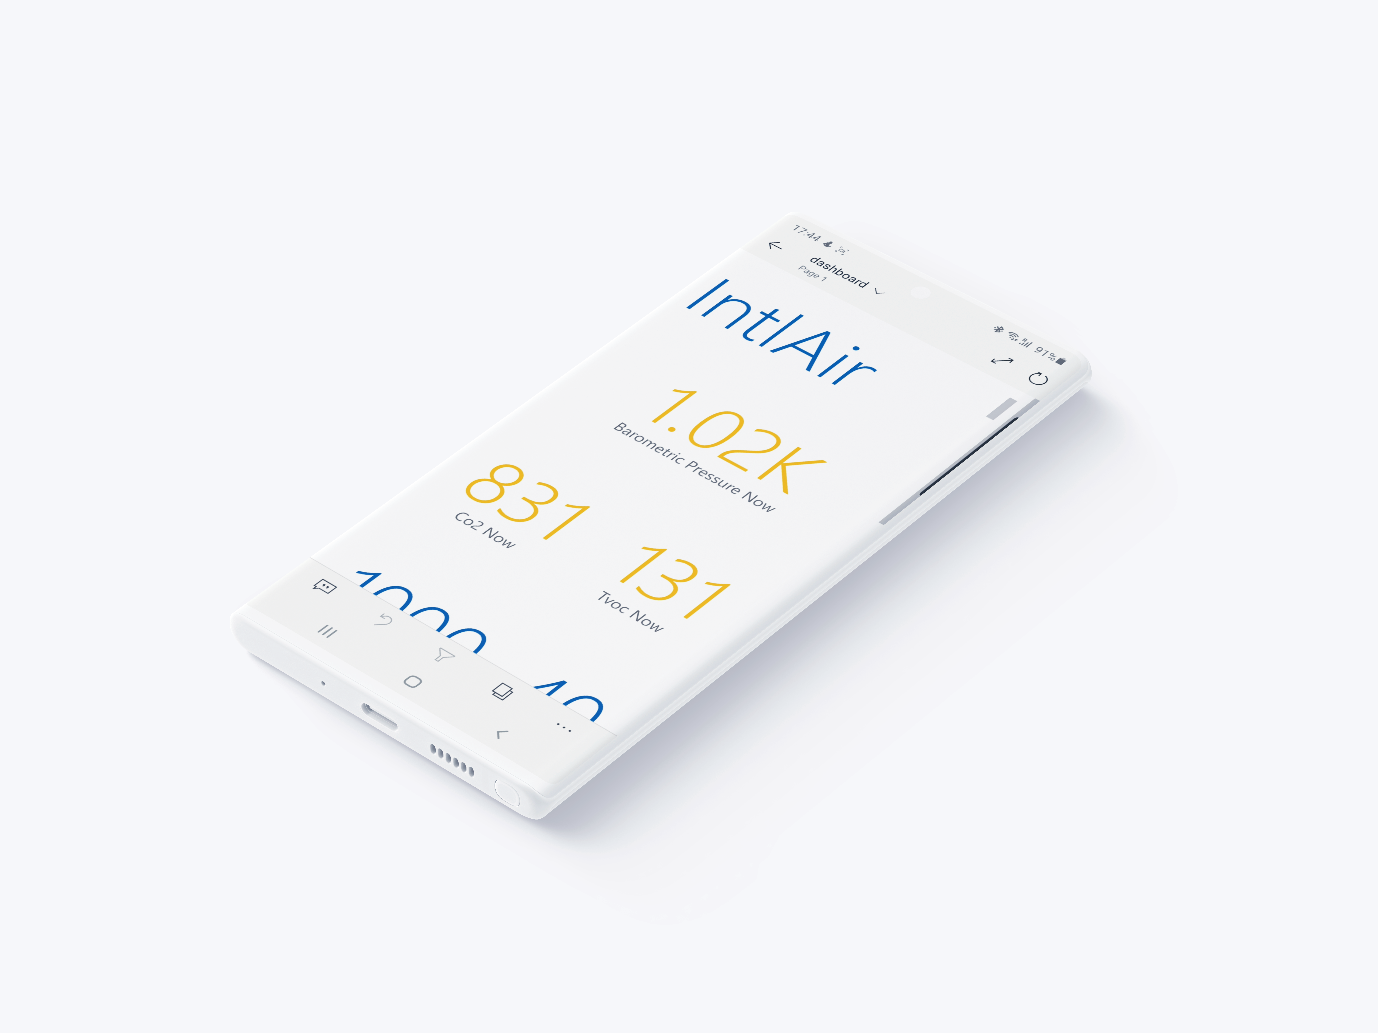 17:44
91%
dashboard
Page 1
IntlAir
1.02K
Barometric Pressure Now
831
Co2 Now
131
Tvoc Now